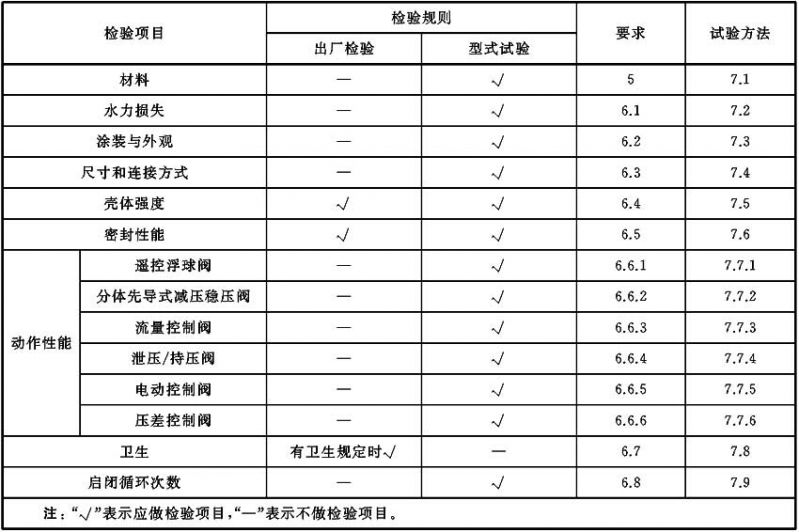 检验项目 检验规则 要求 试验方法
出厂检验 型式试验
材料 — √ 5 7.1
水力损失 — √ 6.1 7.2
涂装与外观 — √ 6.2 7.3
尺寸和连接方式 — √ 6.3 7.4
壳体强度 √ √ 6.4 7.5
密封性能 √ √ 6.5 7.6
动作性能 遥控浮球阀 — √ 6.6.1 7.7.1
分体先导式减压稳压阀 — √ 6.6.2 7.7.2
流量控制阀 — √ 6.6.3 7.7.3
泄压/持压阀 — √ 6.6.4 7.7.4
电动控制阀 — √ 6.6.5 7.7.5
压差控制阀 — √ 6.6.6 7.7.6
卫生 有卫生规定时√ — 6.7 7.8
启闭循环次数 — √ 6.8 7.9
注：“√”表示应做检验项目，“—”表示不做检验项目。